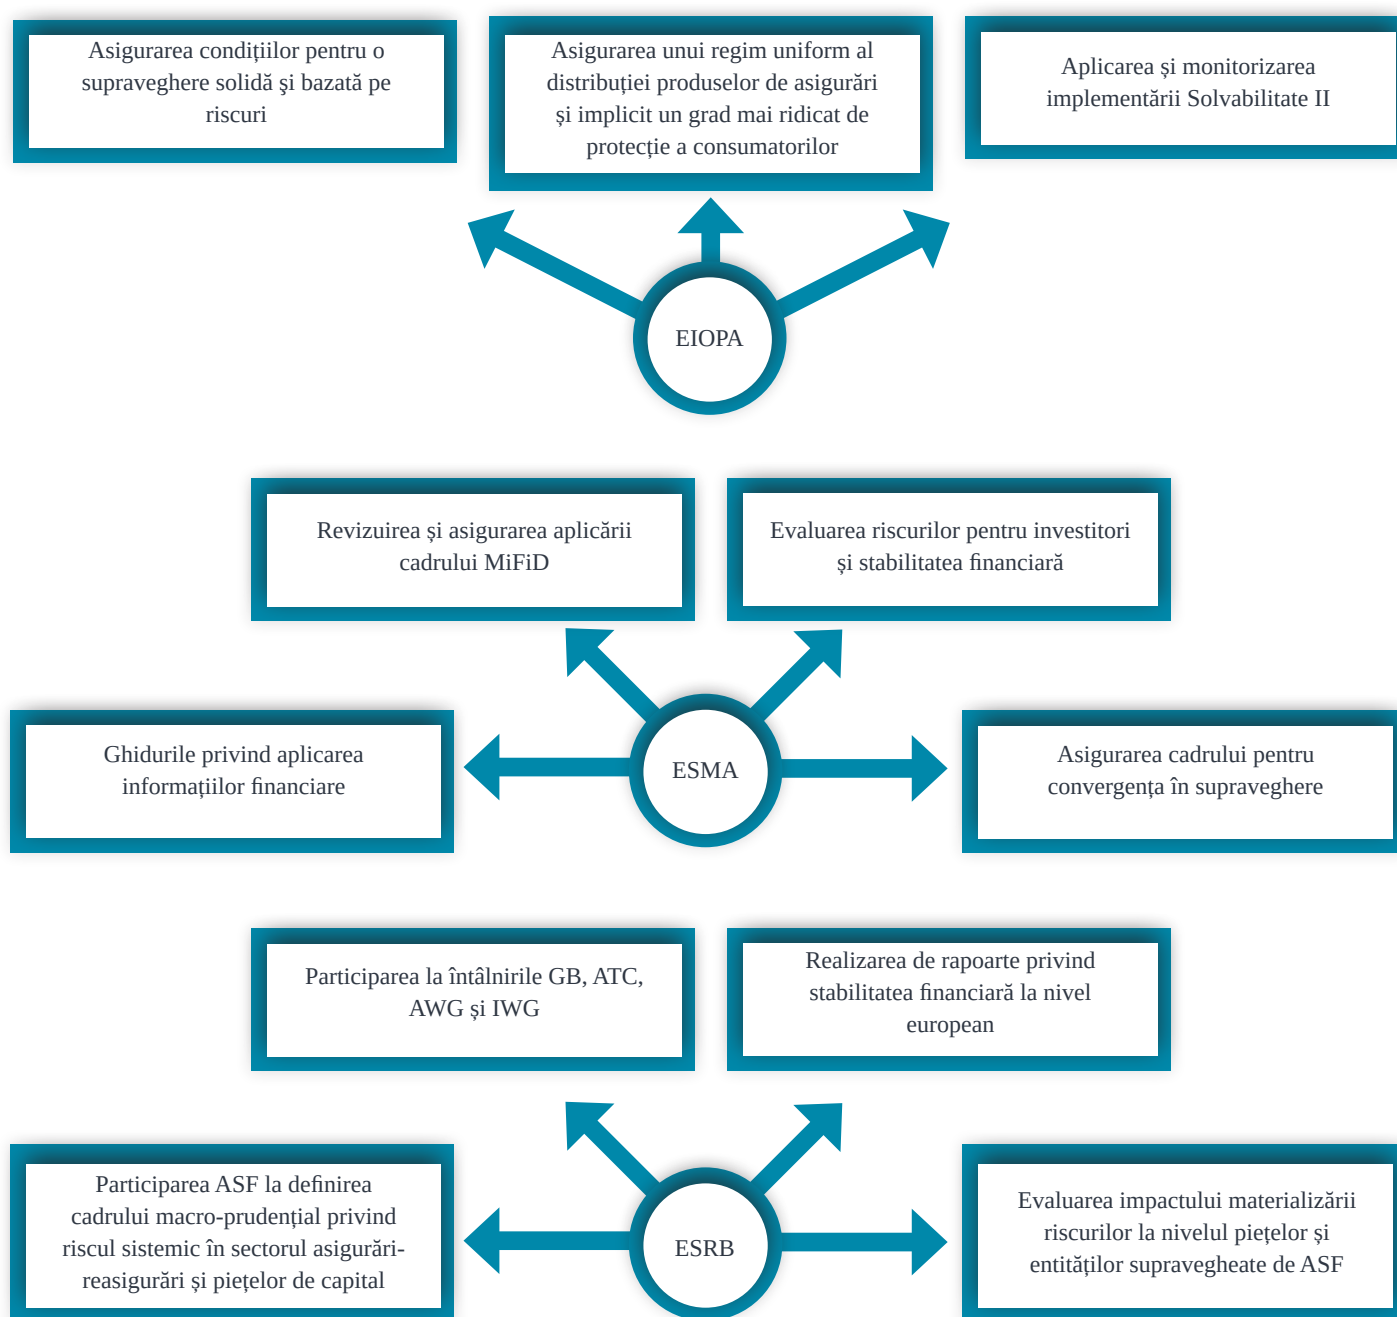 Asigurarea condițiilor pentru o
supraveghere solidă şi bazată pe
riscuri
Asigurarea unui regim uniform al
distribuției produselor de asigurări
și implicit un grad mai ridicat de
protecție a consumatorilor
Aplicarea și monitorizarea
implementării Solvabilitate II
EIOPA
Revizuirea și asigurarea aplicării
cadrului MiFiD
Evaluarea riscurilor pentru investitori
și stabilitatea financiară
Ghidurile privind aplicarea
informațiilor financiare
ESMA
Asigurarea cadrului pentru
convergența în supraveghere
Participarea la întâlnirile GB, ATC,
AWG și IWG
Realizarea de rapoarte privind
stabilitatea financiară la nivel
european
Participarea ASF la definirea
cadrului macro-prudențial privind
riscul sistemic în sectorul asigurări-
reasigurări și piețelor de capital
ESRB
Evaluarea impactului materializării
riscurilor la nivelul piețelor și
entităților supravegheate de ASF